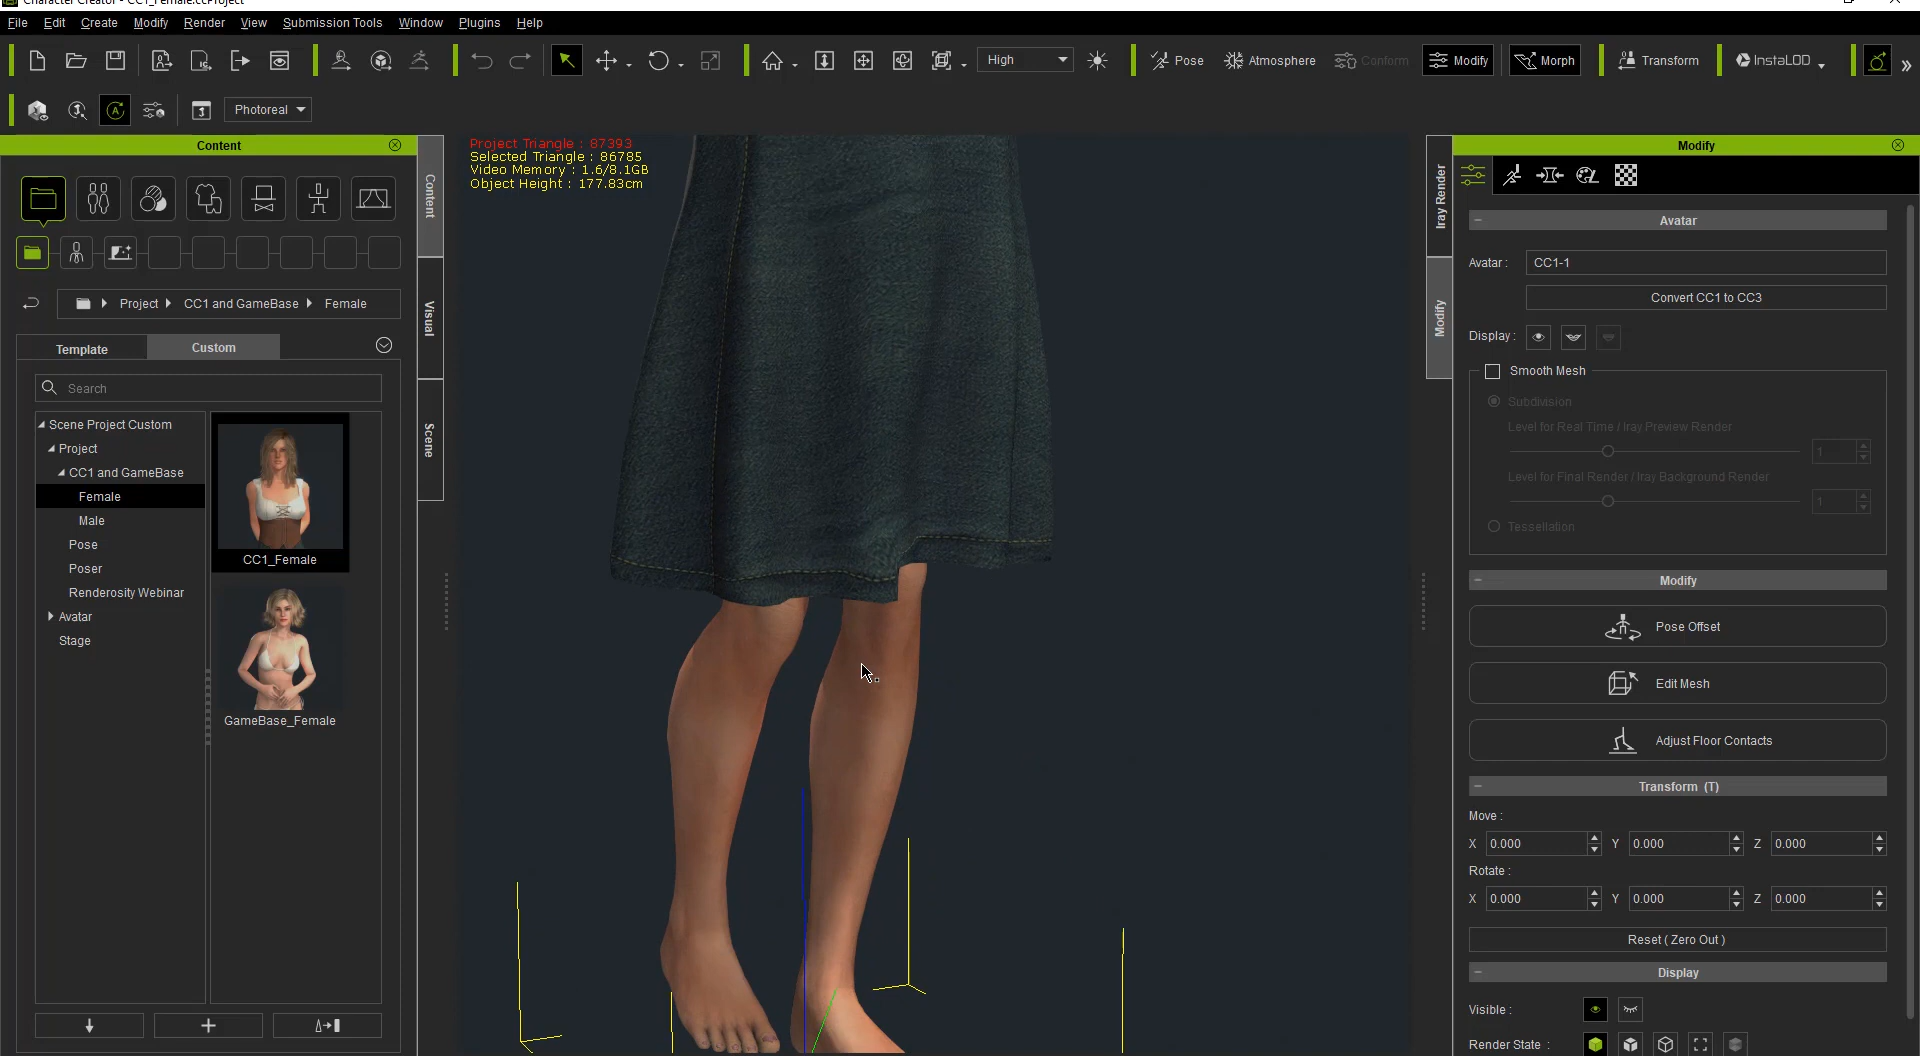 Character Creator - CC1_Female.ccProject
File Edit Create Modify Render View Submission Tools Window Plugins Help
High
Pose
Atmosphere
Conform
Modify
Morph
Transform
InstaLOD
Photoreal
Content
Project Triangle : 87393
Selected Triangle : 86785
Video Memory : 1.6/8.1GB
Object Height : 177.83cm
Content
Visual
Scene
Project CC1 and GameBase Female
Template
Custom
Search
Scene Project Custom
Project
CC1 and GameBase
Female
Male
Pose
Poser
Renderosity Webinar
Avatar
Stage
CC1_Female
GameBase_Female
Iray Render
Modify
Modify
Avatar
Avatar : CC1-1
Convert CC1 to CC3
Display :
Smooth Mesh
Subdivision
Level for Real Time / Iray Preview Render
1
Level for Final Render / Iray Background Render
1
Tessellation
Modify
Pose Offset
Edit Mesh
Adjust Floor Contacts
Transform (T)
Move :
X 0.000 Y 0.000 Z 0.000
Rotate :
X 0.000 Y 0.000 Z 0.000
Reset ( Zero Out )
Display
Visible :
Render State :